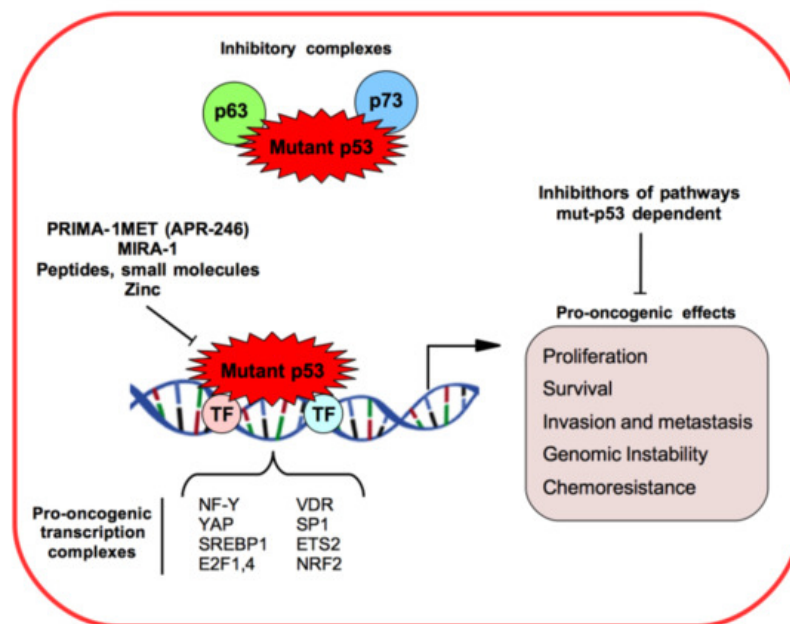 Inhibitory complexes
p63
p73
Mutant p53
Inhibithors of pathways
mut-p53 dependent
PRIMA-1MET (APR-246)
MIRA-1
Peptides, small molecules
Zinc
Pro-oncogenic effects
Mutant p53
TF
TF
Proliferation
Survival
Invasion and metastasis
Genomic Instability
Chemoresistance
Pro-oncogenic
transcription
complexes
NF-Y
YAP
SREBP1
E2F1,4
VDR
SP1
ETS2
NRF2